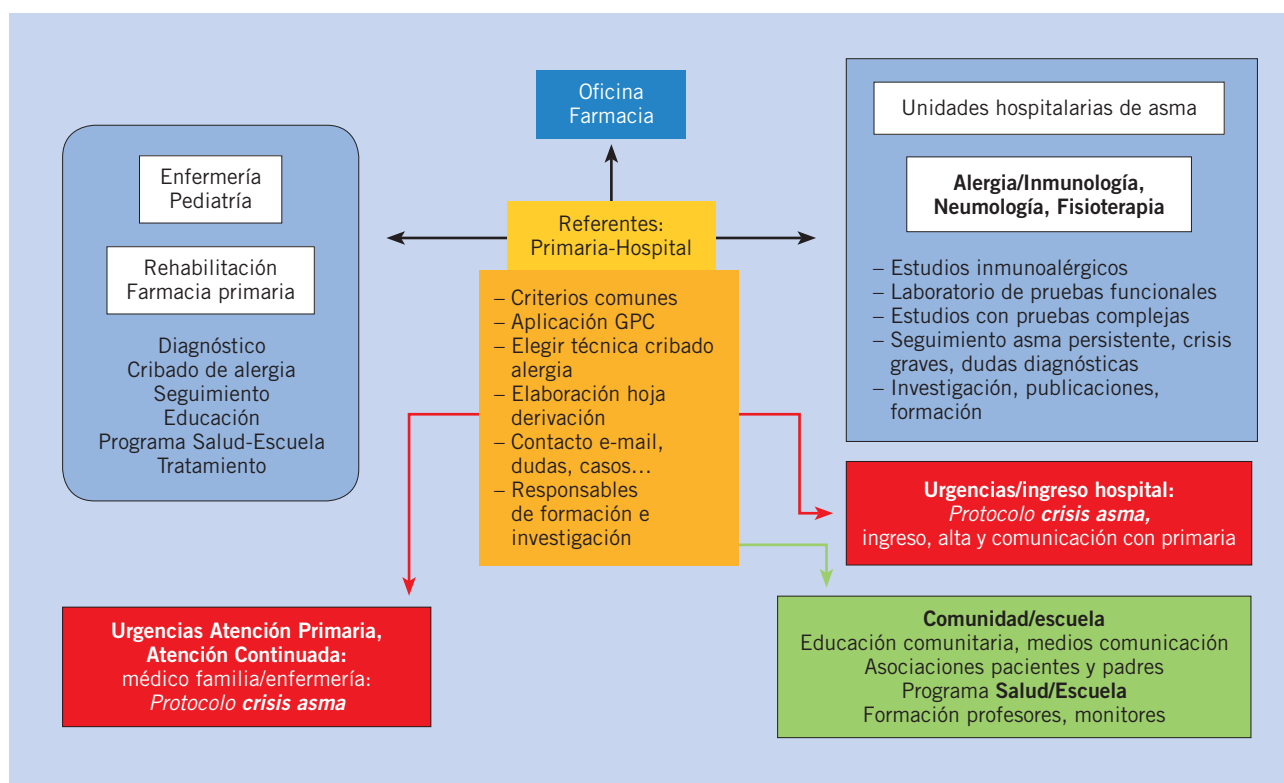 Oficina
Farmacia
Enfermería
Pediatría
Rehabilitación
Farmacia primaria
Diagnóstico
Cribado de alergia
Seguimiento
Educación
Programa Salud-Escuela
Tratamiento
Referentes:
Primaria-Hospital
– Criterios comunes
– Aplicación GPC
– Elegir técnica cribado
alergia
– Elaboración hoja
derivación
– Contacto e-mail,
dudas, casos…
– Responsables
de formación e
investigación
Unidades hospitalarias de asma
Alergia/Inmunología,
Neumología, Fisioterapia
– Estudios inmunoalérgicos
– Laboratorio de pruebas funcionales
– Estudios con pruebas complejas
– Seguimiento asma persistente, crisis
graves, dudas diagnósticas
– Investigación, publicaciones,
formación
Urgencias/ingreso hospital:
Protocolo crisis asma,
ingreso, alta y comunicación con primaria
Urgencias Atención Primaria,
Atención Continuada:
médico familia/enfermería:
Protocolo crisis asma
Comunidad/escuela
Educación comunitaria, medios comunicación
Asociaciones pacientes y padres
Programa Salud/Escuela
Formación profesores, monitores